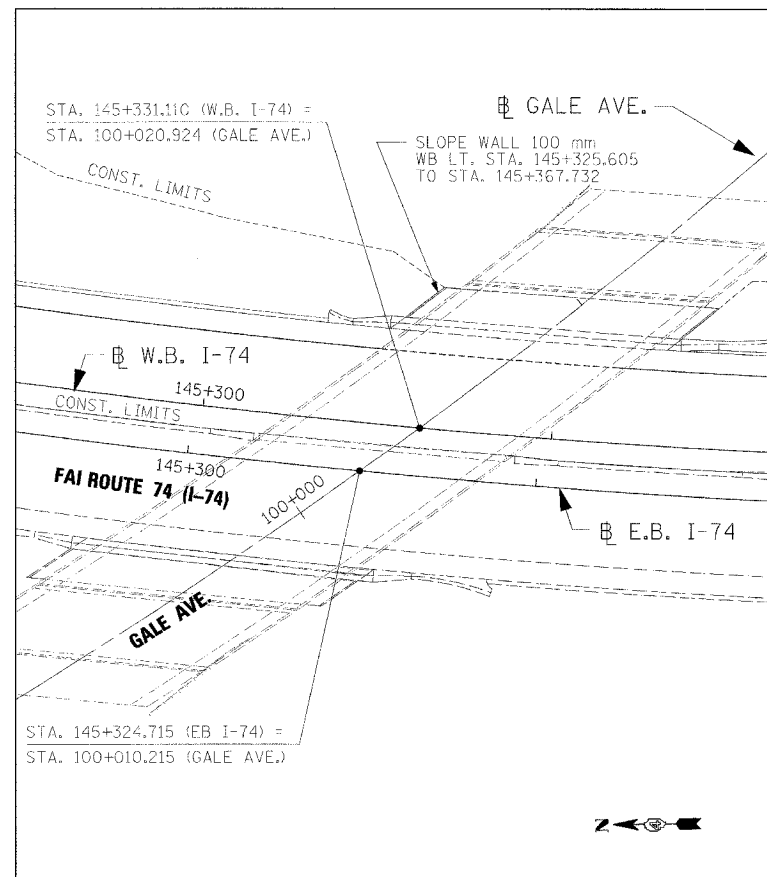 STA. 145+331.110 (W.B. I-74) =
STA. 100+020.924 (GALE AVE.)
℄ GALE AVE.
SLOPE WALL 100 mm
WB LT. STA. 145+325.605
TO STA. 145+367.732
CONST. LIMITS
℄ W.B. I-74
145+300
CONST. LIMITS
145+300
FAI ROUTE 74 (I-74)
100+000
℄ E.B. I-74
GALE AVE.
STA. 145+324.715 (EB I-74) =
STA. 100+010.215 (GALE AVE.)
Z